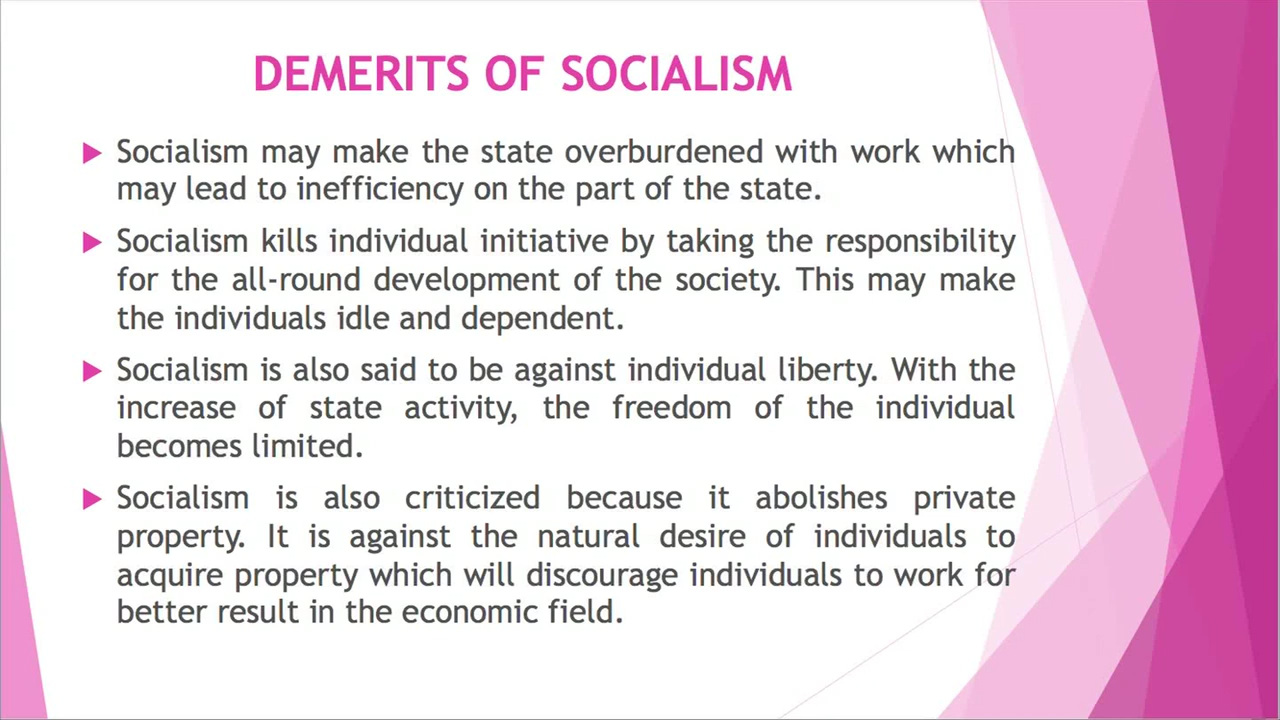 DEMERITS OF SOCIALISM
Socialism may make the state overburdened with work which
may lead to inefficiency on the part of the state.
Socialism kills individual initiative by taking the responsibility
for the all-round development of the society. This may make
the individuals idle and dependent.
Socialism is also said to be against individual liberty. With the
increase of state activity, the freedom of the individual
becomes limited.
Socialism is also criticized because it abolishes private
property. It is against the natural desire of individuals to
acquire property which will discourage individuals to work for
better result in the economic field.